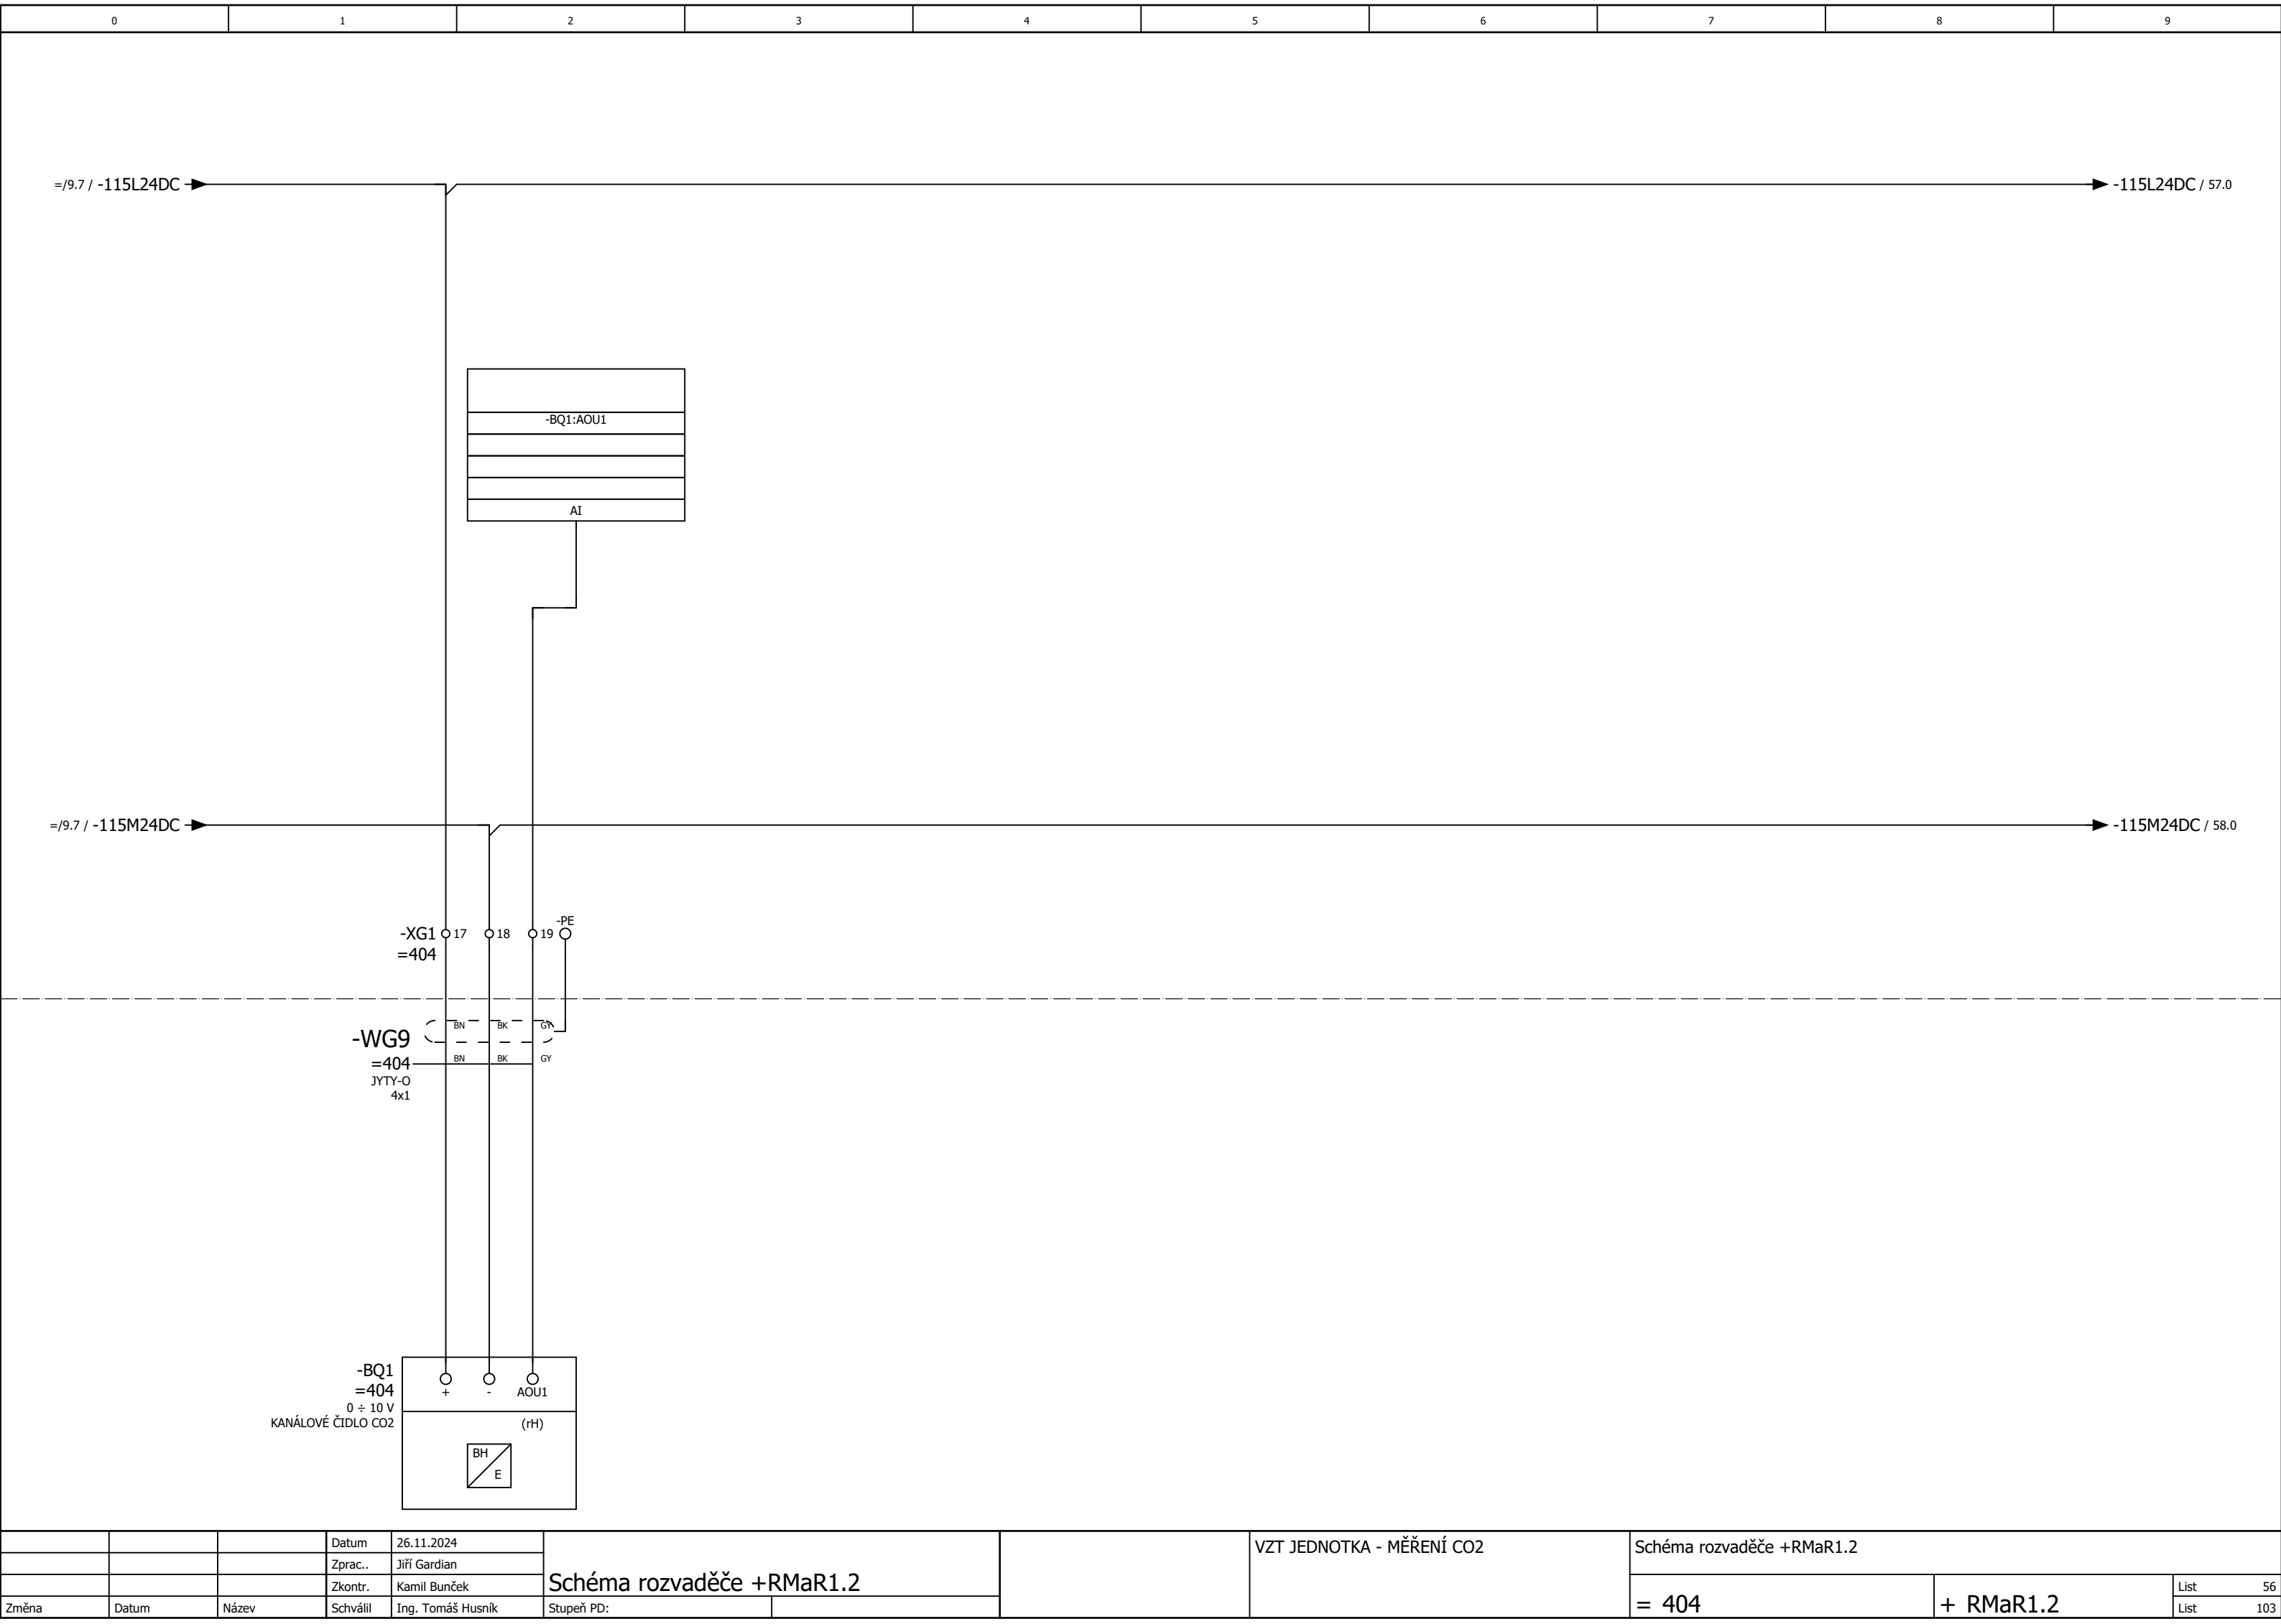 0 1 2 3 4 5 6 7 8 9
=/9.7 / -115L24DC
-115L24DC / 57.0
-BQ1:AOU1
AI
=/9.7 / -115M24DC
-115M24DC / 58.0
-PE
-XG1 17 18 19
=404
BN BK GY
-WG9
=404
BN BK GY
JYTY-O
4x1
-BQ1
=404
0 ÷ 10 V
KANÁLOVÉ ČIDLO CO2
+ - AOU1
(rH)
BH
E
Datum 26.11.2024
Zprac.. Jiří Gardian
Zkontr. Kamil Bunček
Změna Datum Název Schválil Ing. Tomáš Husník
Schéma rozvaděče +RMaR1.2
Stupeň PD:
VZT JEDNOTKA - MĚŘENÍ CO2
Schéma rozvaděče +RMaR1.2
= 404
+ RMaR1.2
List 56
List 103